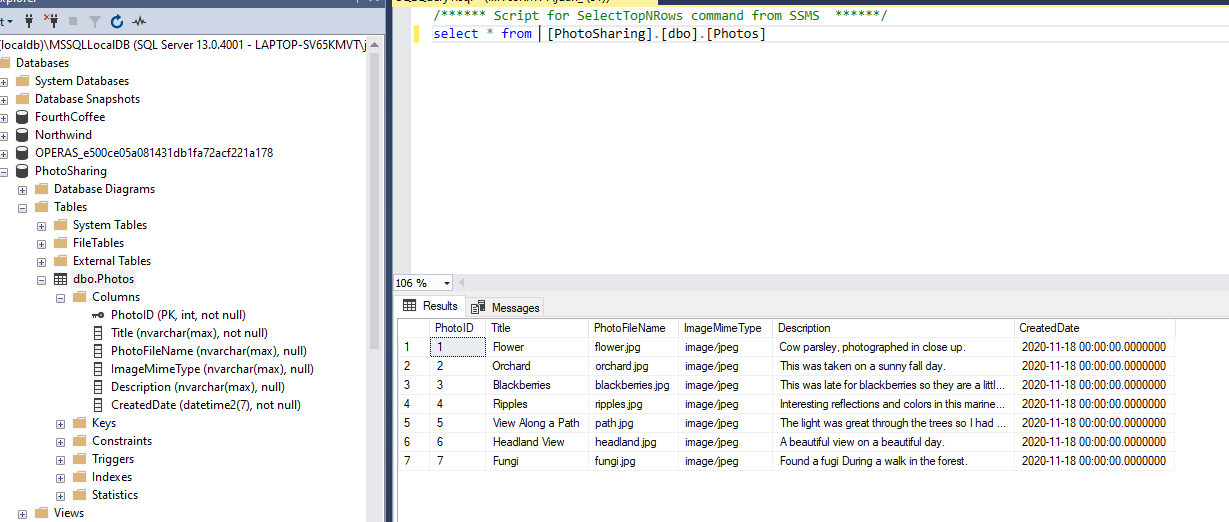 t
(localdb)\MSSQLLocalDB (SQL Server 13.0.4001 - LAPTOP-SV65KMVT\j
Databases
System Databases
Database Snapshots
FourthCoffee
Northwind
OPERAS_e500ce05a081431db1fa72acf221a178
PhotoSharing
Database Diagrams
Tables
System Tables
FileTables
External Tables
dbo.Photos
Columns
PhotoID (PK, int, not null)
Title (nvarchar(max), not null)
PhotoFileName (nvarchar(max), null)
ImageMimeType (nvarchar(max), null)
Description (nvarchar(max), null)
CreatedDate (datetime2(7), not null)
Keys
Constraints
Triggers
Indexes
Statistics
Views
/****** Script for SelectTopNRows command from SSMS  ******/
select * from  [PhotoSharing].[dbo].[Photos]
106 %
Results Messages
PhotoID Title PhotoFileName ImageMimeType Description CreatedDate
1 1 Flower flower.jpg image/jpeg Cow parsley, photographed in close up. 2020-11-18 00:00:00.0000000
2 2 Orchard orchard.jpg image/jpeg This was taken on a sunny fall day. 2020-11-18 00:00:00.0000000
3 3 Blackberries blackberries.jpg image/jpeg This was late for blackberries so they are a littl... 2020-11-18 00:00:00.0000000
4 4 Ripples ripples.jpg image/jpeg Interesting reflections and colors in this marine... 2020-11-18 00:00:00.0000000
5 5 View Along a Path path.jpg image/jpeg The light was great through the trees so I had ... 2020-11-18 00:00:00.0000000
6 6 Headland View headland.jpg image/jpeg A beautiful view on a beautiful day. 2020-11-18 00:00:00.0000000
7 7 Fungi fungi.jpg image/jpeg Found a fugi During a walk in the forest. 2020-11-18 00:00:00.0000000